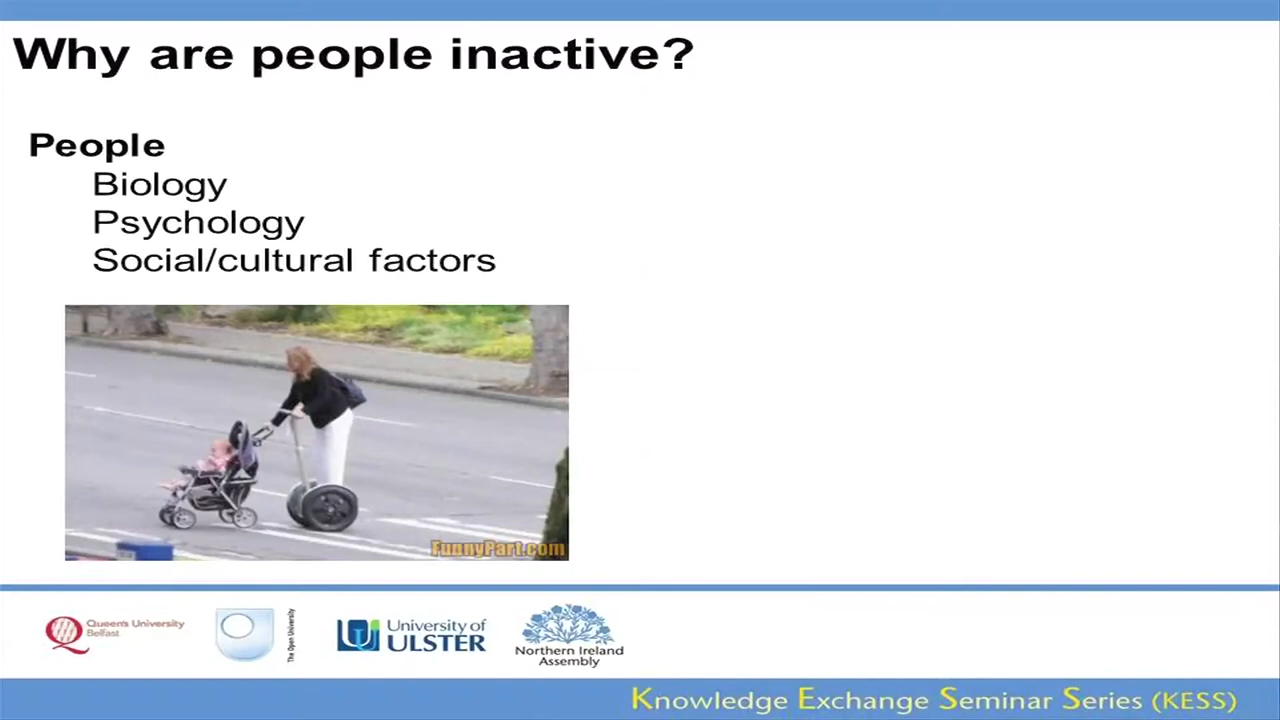 Why are people inactive?
People
Biology
Psychology
Social/cultural factors
FunnyPart.com
Queen's University
Belfast
The Open University
University of
ULSTER
Northern Ireland
Assembly
Knowledge Exchange Seminar Series (KESS)